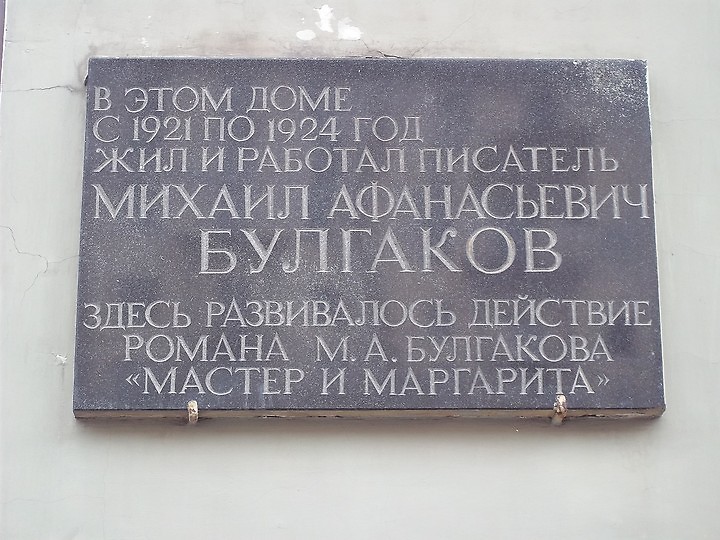 В ЭТОМ ДОМЕ
С 1921 ПО 1924 ГОД
ЖИЛ И РАБОТАЛ ПИСАТЕЛЬ
МИХАИЛ АФАНАСЬЕВИЧ
БУЛГАКОВ
ЗДЕСЬ РАЗВИВАЛОСЬ ДЕЙСТВИЕ
РОМАНА М.А. БУЛГАКОВА
«МАСТЕР И МАРГАРИТА»